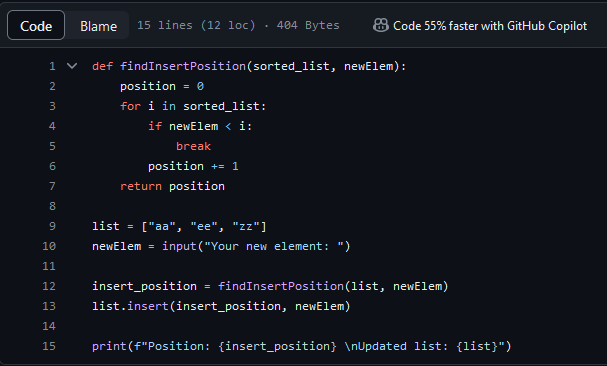 Code Blame 15 lines (12 loc) · 404 Bytes Code 55% faster with GitHub Copilot
1 def findInsertPosition(sorted_list, newElem):
2     position = 0
3     for i in sorted_list:
4         if newElem < i:
5             break
6         position += 1
7     return position
8
9 list = ["aa", "ee", "zz"]
10 newElem = input("Your new element: ")
11
12 insert_position = findInsertPosition(list, newElem)
13 list.insert(insert_position, newElem)
14
15 print(f"Position: {insert_position} \nUpdated list: {list}")